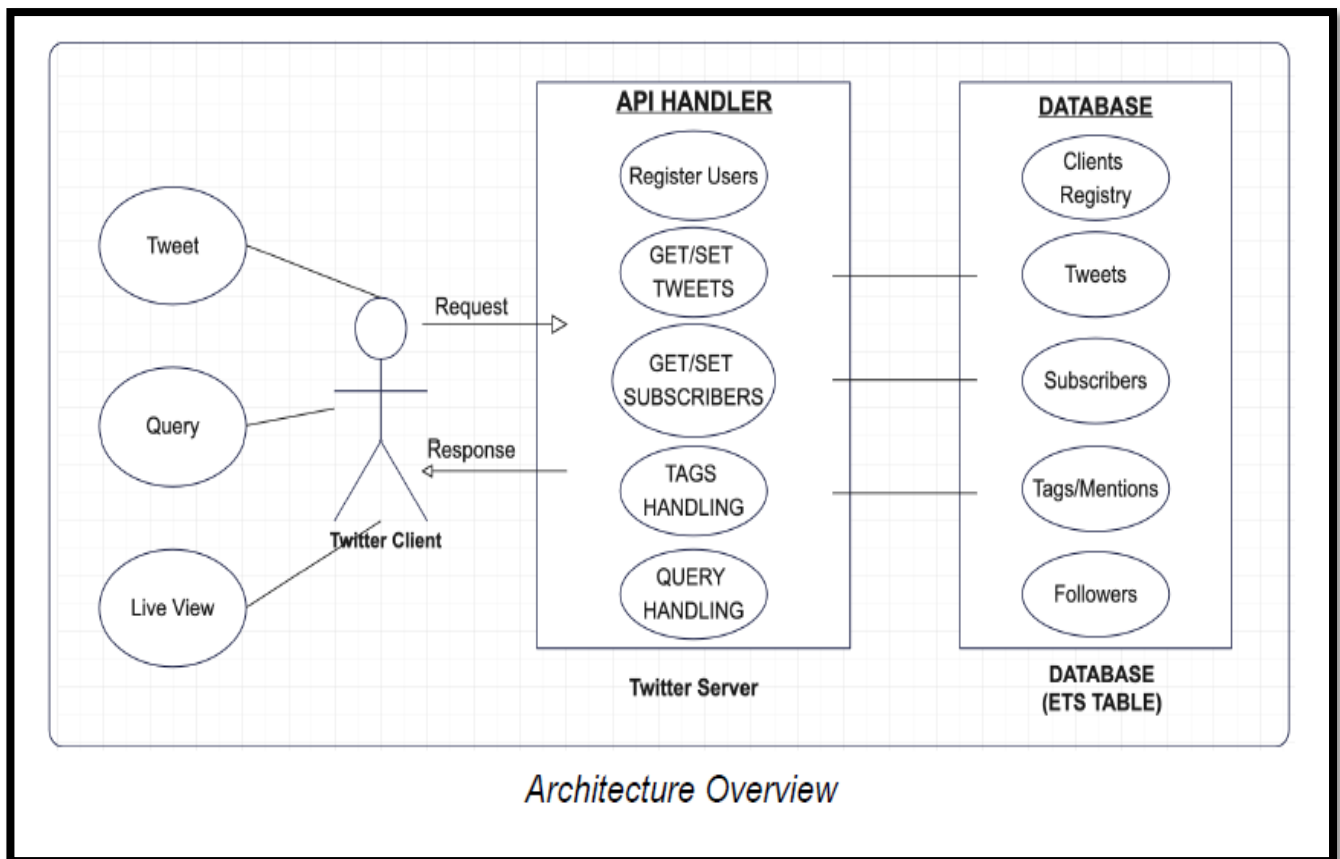 Tweet
Query
Live View
Request
Response
Twitter Client
API HANDLER
Register Users
GET/SET
TWEETS
GET/SET
SUBSCRIBERS
TAGS
HANDLING
QUERY
HANDLING
Twitter Server
DATABASE
Clients
Registry
Tweets
Subscribers
Tags/Mentions
Followers
DATABASE
(ETS TABLE)
Architecture Overview